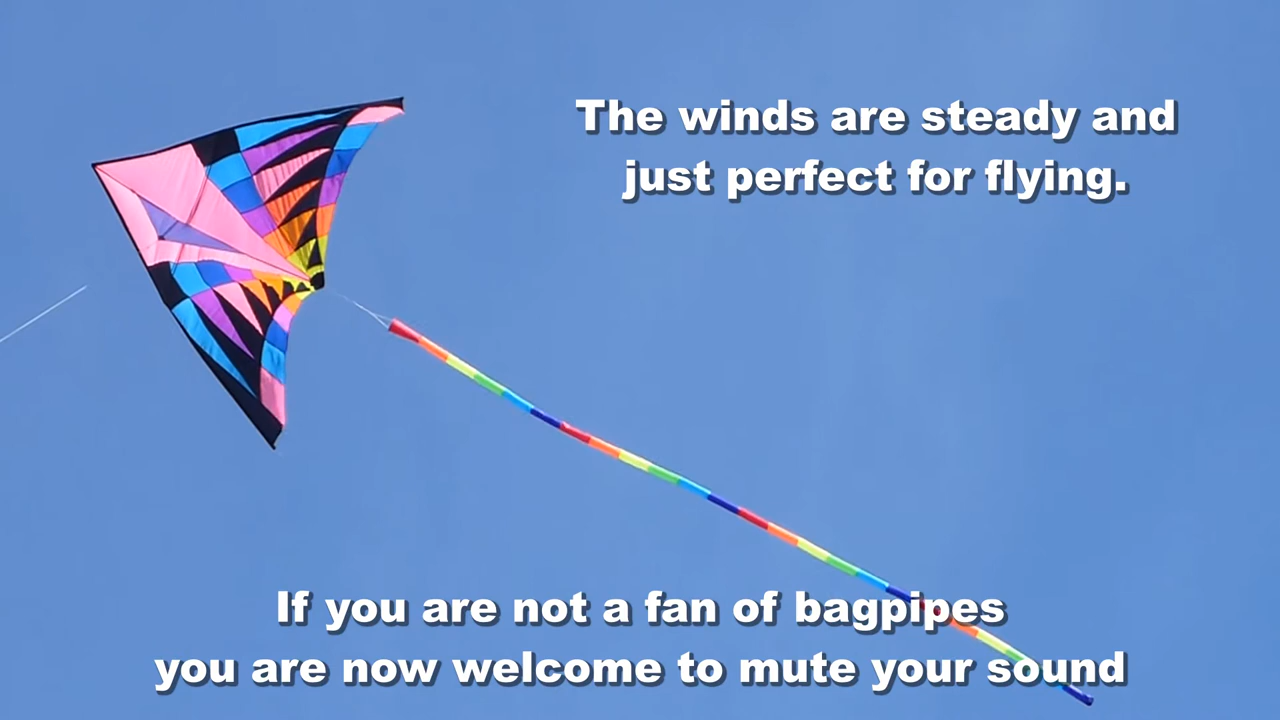 The winds are steady and
just perfect for flying.
If you are not a fan of bagpipes
you are now welcome to mute your sound